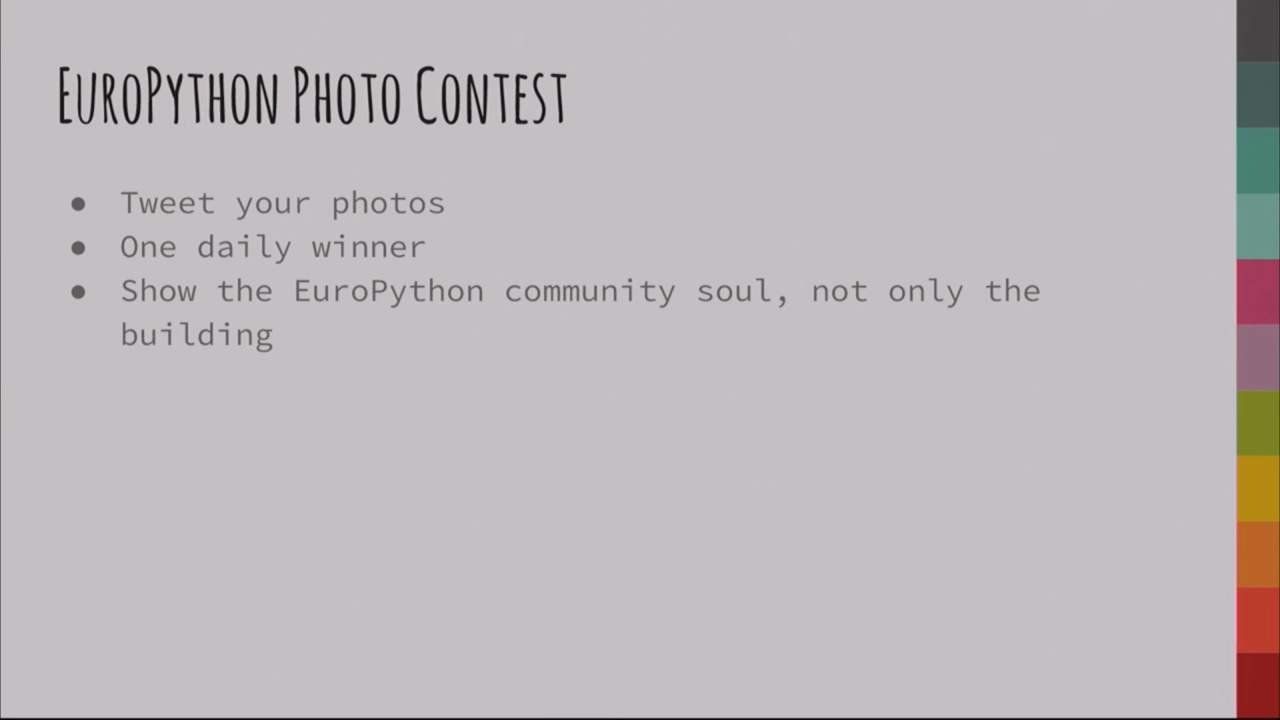 EuroPython Photo Contest
● Tweet your photos
● One daily winner
● Show the EuroPython community soul, not only the
building